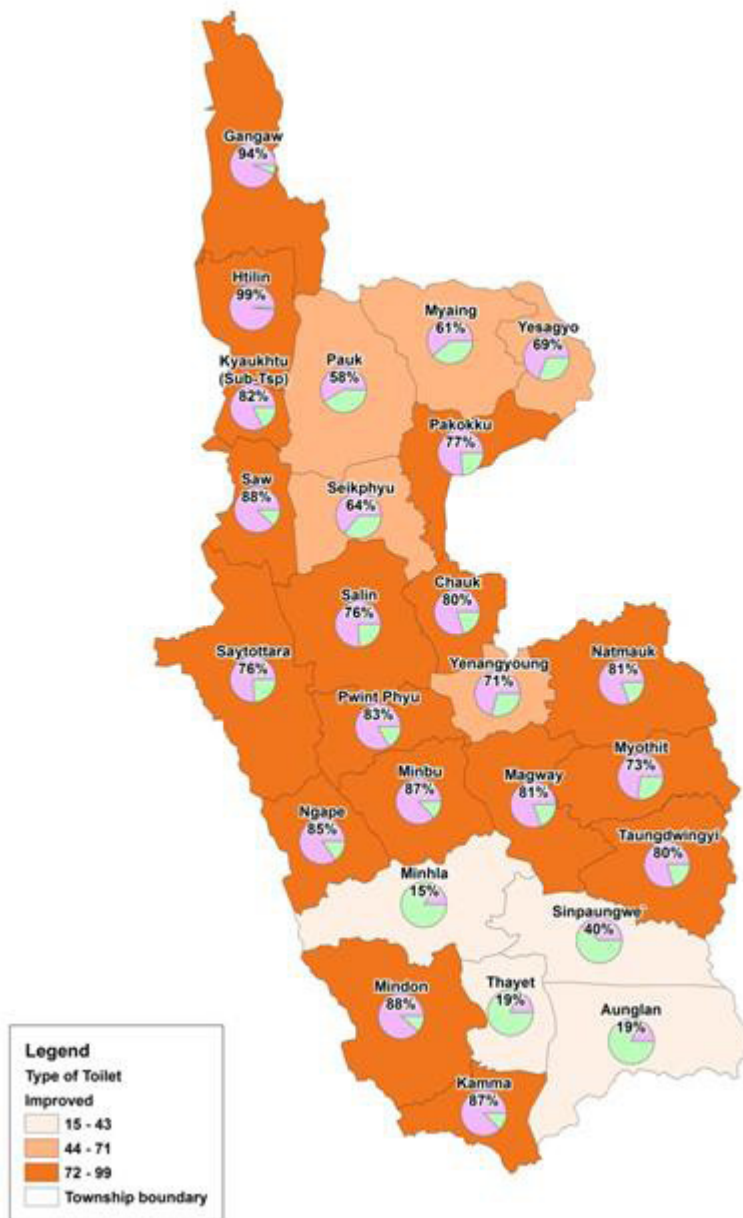 Gangaw
94%
Htilin
99%
Myaing
61%
Yesagyo
69%
Pauk
58%
Kyaukhtu
(Sub-Tsp)
82%
Pakokku
77%
Saw
88%
Seikphyu
64%
Chauk
80%
Salin
76%
Saytottara
76%
Yenangyoung
71%
Natmauk
81%
Pwint Phyu
83%
Myothit
73%
Minbu
87%
Magway
81%
Ngape
85%
Taungdwingyi
80%
Minhla
15%
Sinpaungwe
40%
Mindon
88%
Thayet
19%
Aunglan
19%
Kamma
87%
Legend
Type of Toilet
Improved
15 - 43
44 - 71
72 - 99
Township boundary